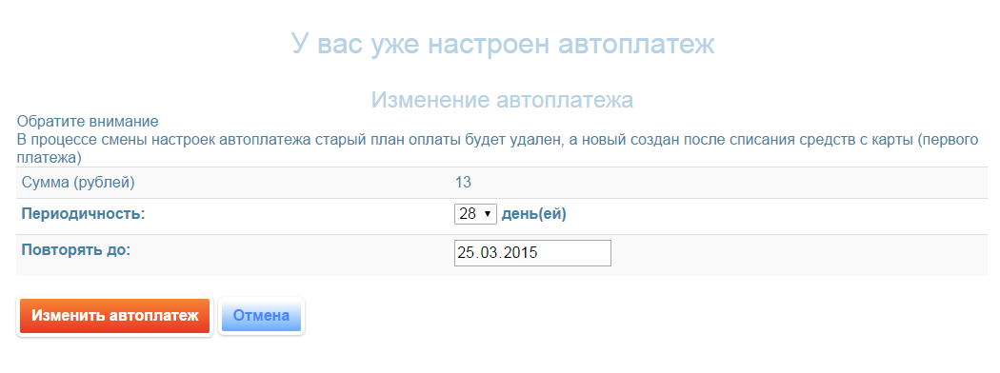 У вас уже настроен автоплатеж
Изменение автоплатежа
Обратите внимание
В процессе смены настроек автоплатежа старый план оплаты будет удален, а новый создан после списания средств с карты (первого
платежа)
Сумма (рублей) 13
Периодичность: 28 день(ей)
Повторять до: 25.03.2015
Изменить автоплатеж Отмена